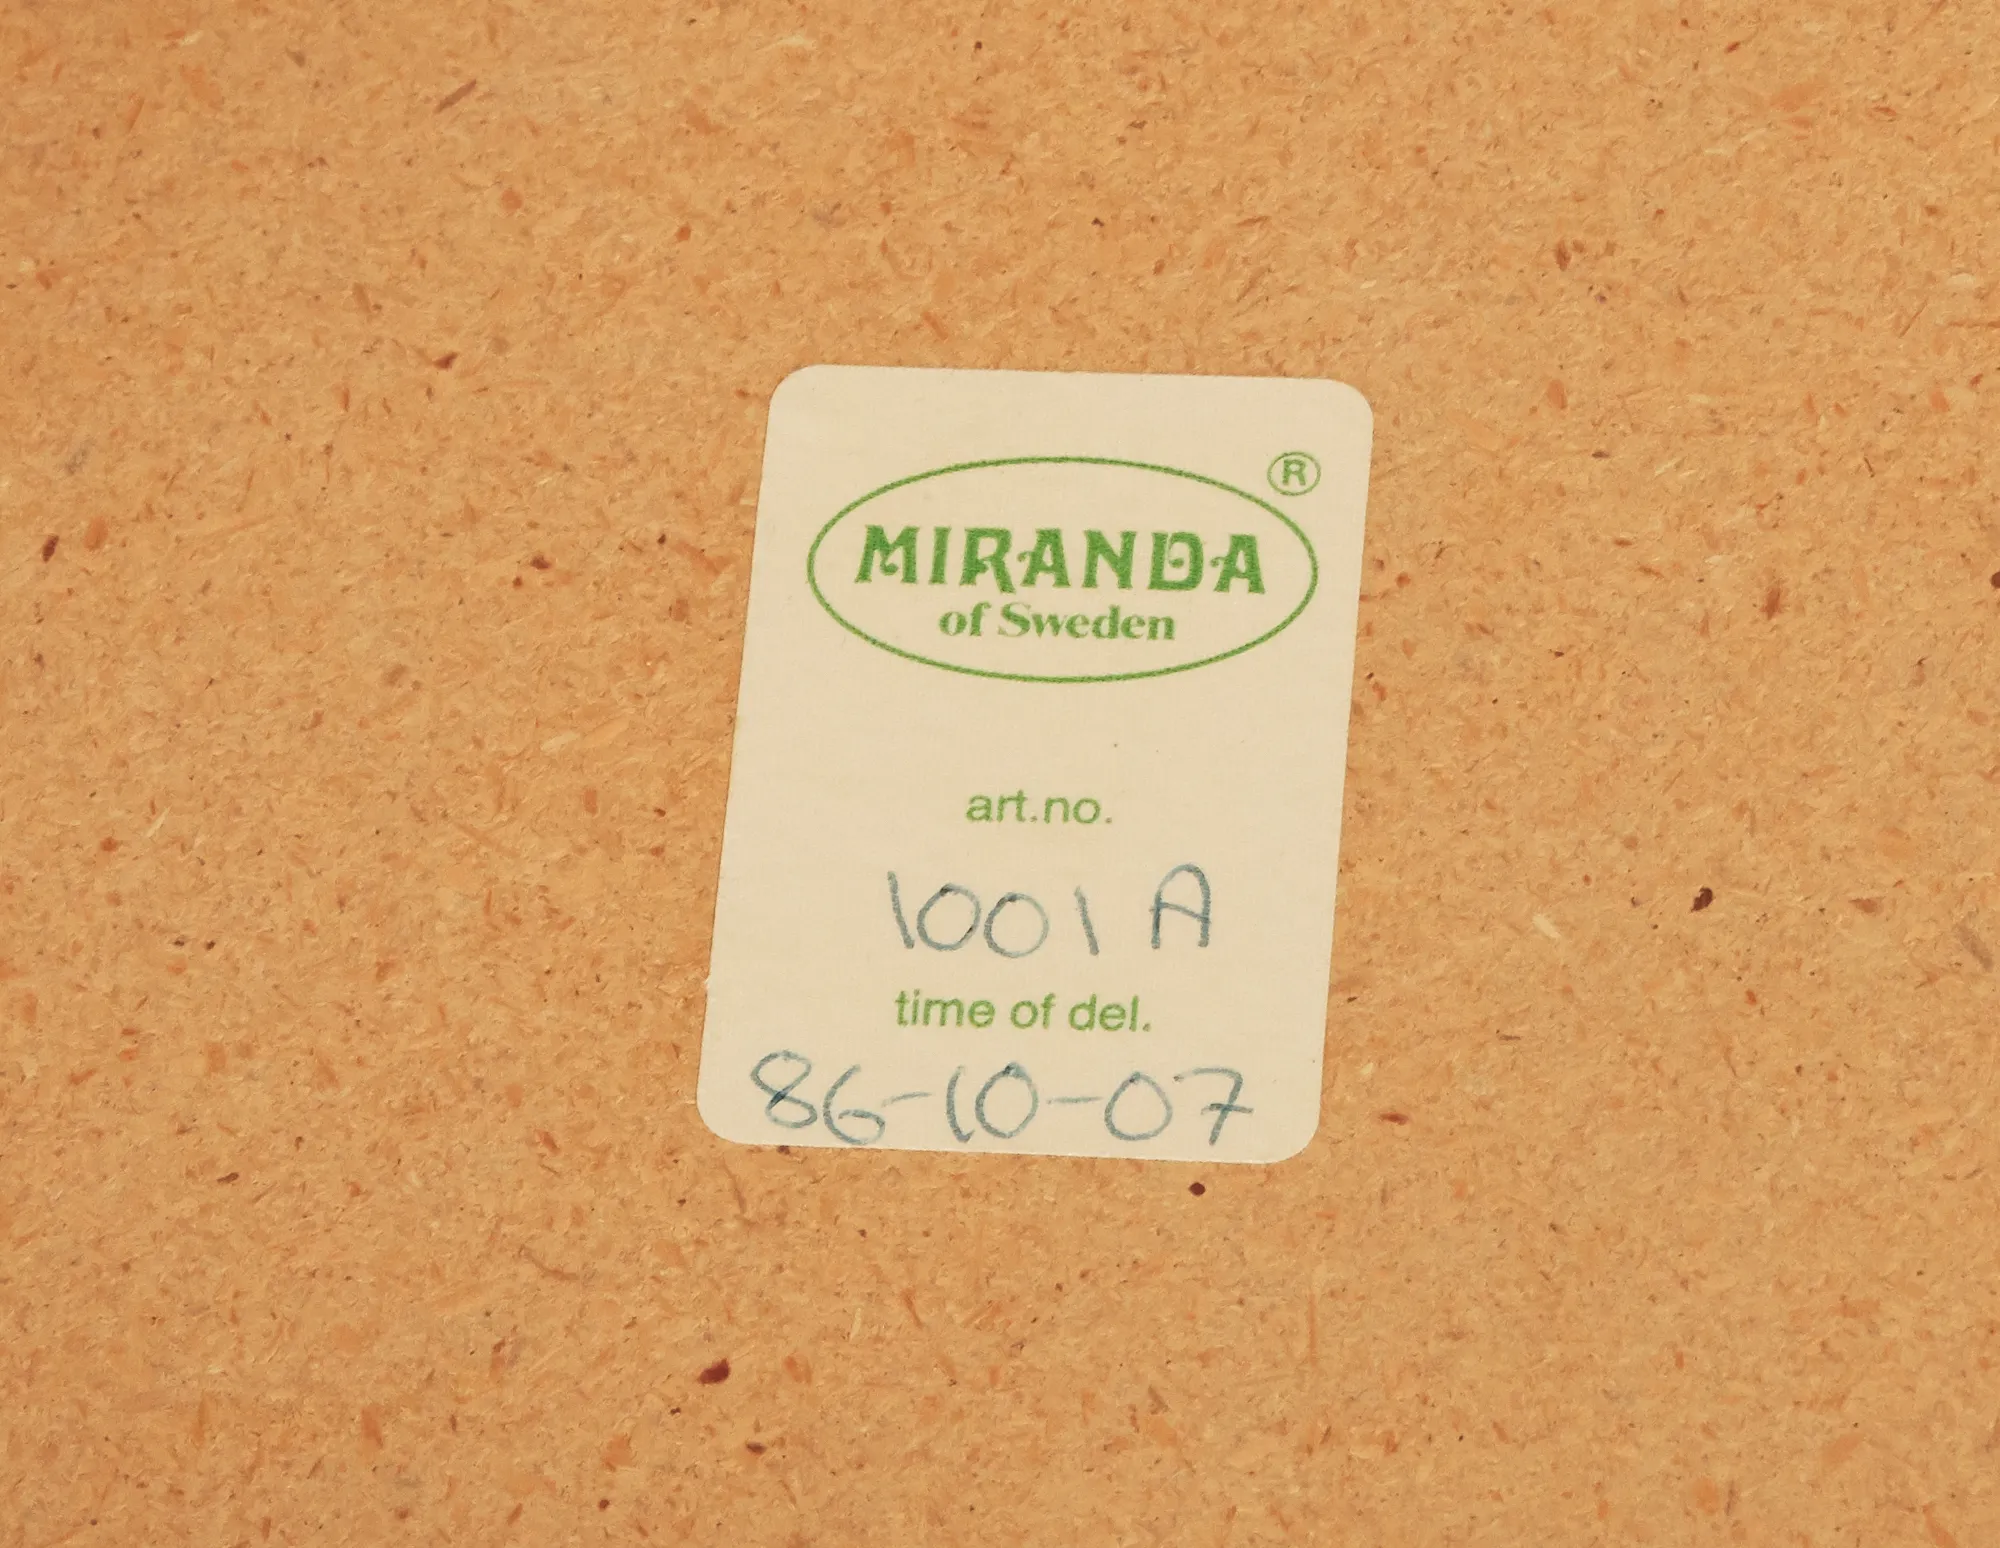 MIRANDA ®
of Sweden
art.no.
1001 A
time of del.
86-10-07